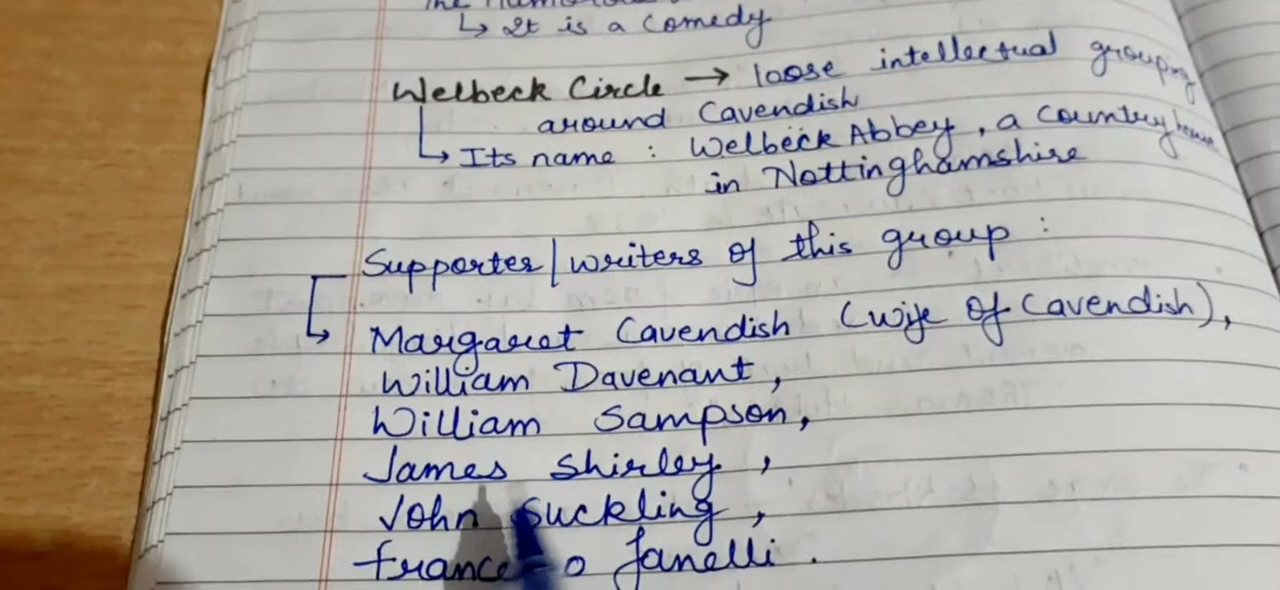 ↳ It is a Comedy
Welbeck Circle → loose intellectual grouping
around Cavendish
↳ Its name : Welbeck Abbey, a Country house
in Nottinghamshire
Supporter/writers of this group :
↳ Margaret Cavendish (wife of Cavendish),
William Davenant,
William Sampson,
James Shirley,
John Suckling,
Fanelli.